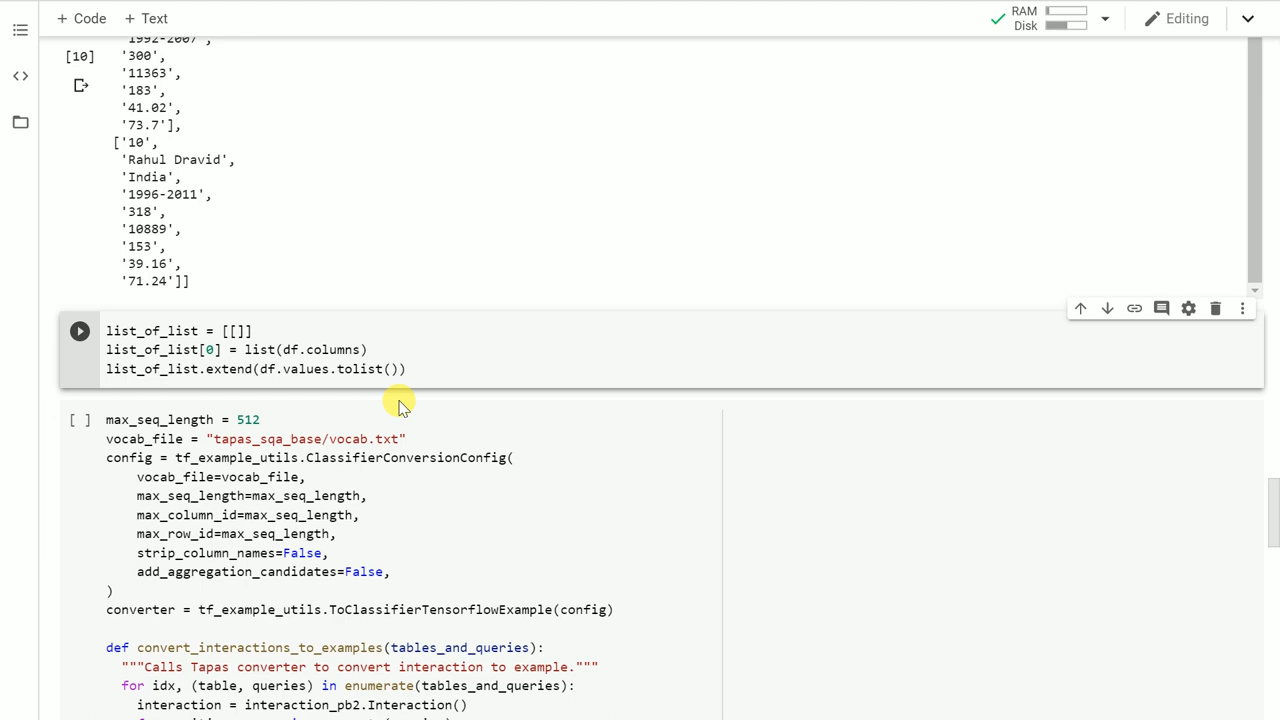 + Code + Text
RAM
Disk
Editing
'1992-2007',
[10] '300',
'11363',
'183',
'41.02',
'73.7'],
['10',
'Rahul Dravid',
'India',
'1996-2011',
'318',
'10889',
'153',
'39.16',
'71.24']]
list_of_list = [[]]
list_of_list[0] = list(df.columns)
list_of_list.extend(df.values.tolist())
[ ] max_seq_length = 512
vocab_file = "tapas_sqa_base/vocab.txt"
config = tf_example_utils.ClassifierConversionConfig(
vocab_file=vocab_file,
max_seq_length=max_seq_length,
max_column_id=max_seq_length,
max_row_id=max_seq_length,
strip_column_names=False,
add_aggregation_candidates=False,
)
converter = tf_example_utils.ToClassifierTensorflowExample(config)
def convert_interactions_to_examples(tables_and_queries):
"""Calls Tapas converter to convert interaction to example."""
for idx, (table, queries) in enumerate(tables_and_queries):
interaction = interaction_pb2.Interaction()